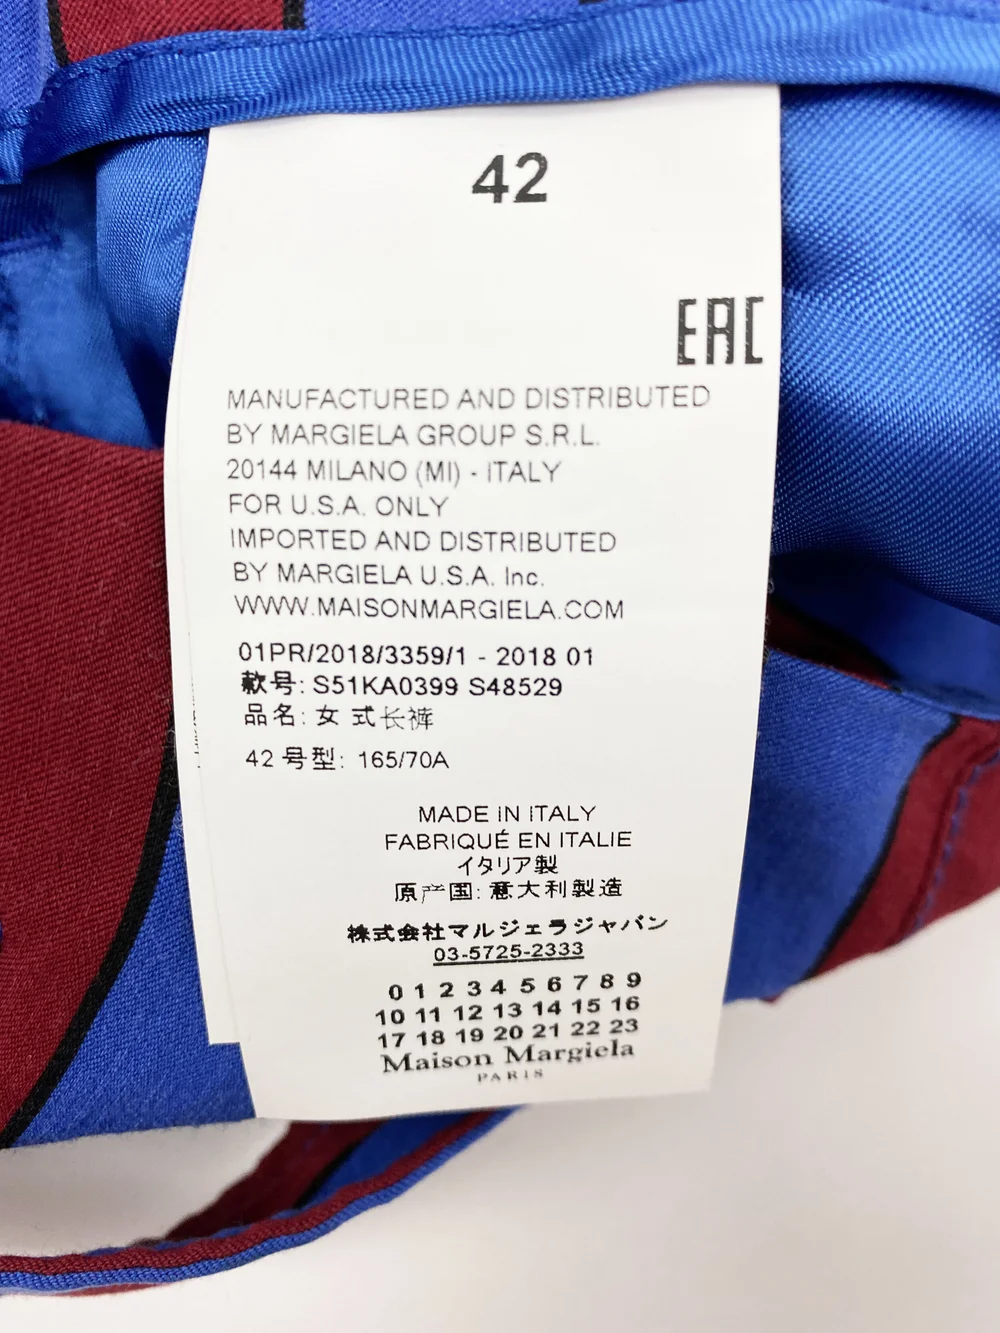 42
EAC
MANUFACTURED AND DISTRIBUTED
BY MARGIELA GROUP S.R.L.
20144 MILANO (MI) - ITALY
FOR U.S.A. ONLY
IMPORTED AND DISTRIBUTED
BY MARGIELA U.S.A. Inc.
WWW.MAISONMARGIELA.COM
01PR/2018/3359/1 - 2018 01
款号: S51KA0399 S48529
品名: 女 式长裤
42 号型: 165/70A
MADE IN ITALY
FABRIQUÉ EN ITALIE
イタリア製
原产国: 意大利製造
株式会社マルジェラジャパン
03-5725-2333
0 1 2 3 4 5 6 7 8 9
10 11 12 13 14 15 16
17 18 19 20 21 22 23
Maison Margiela
PARIS